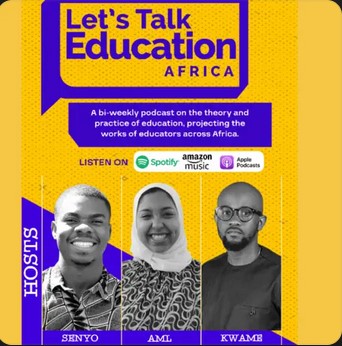 Let's Talk
Education
AFRICA
A bi-weekly podcast on the theory and
practice of education, projecting the
works of educators across Africa.
LISTEN ON Spotify amazon music Apple Podcasts
HOSTS
SENYO AML KWAME